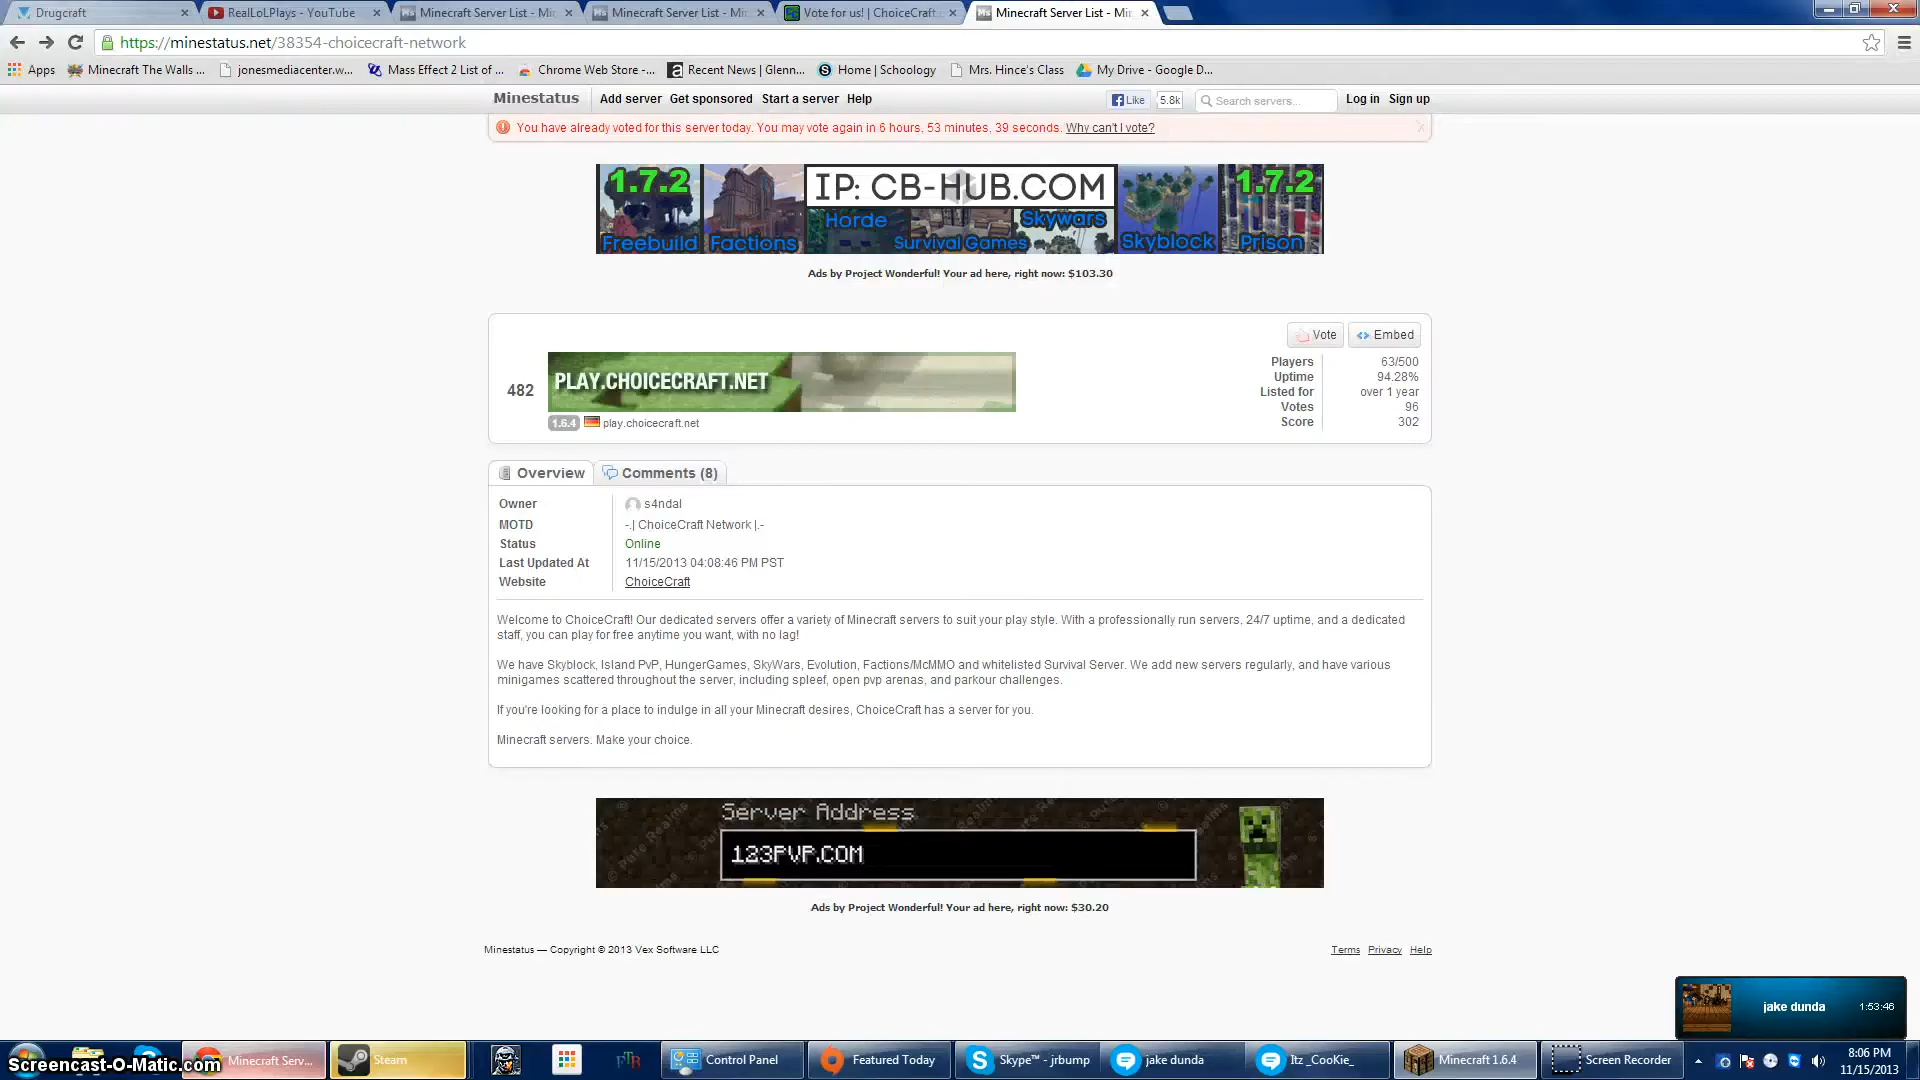 Drugcraft
RealLoLPlays - YouTube
Minecraft Server List - Mi
Minecraft Server List - Mi
Vote for us! | ChoiceCraft
Minecraft Server List - Mi
https://minestatus.net/38354-choicecraft-network
Apps
Minecraft The Walls ...
jonesmediacenter.w...
Mass Effect 2 List of ...
Chrome Web Store -...
Recent News | Glenn...
Home | Schoology
Mrs. Hince's Class
My Drive - Google D...
Minestatus
Add server
Get sponsored
Start a server
Help
Like
5.8k
Search servers...
Log in
Sign up
You have already voted for this server today. You may vote again in 6 hours, 53 minutes, 39 seconds. Why can't I vote?
1.7.2
IP: CB-HUB.COM
1.7.2
Freebuild
Factions
Horde
Survival Games
Skywars
Skyblock
Prison
Ads by Project Wonderful! Your ad here, right now: $103.30
Vote
Embed
482
PLAY.CHOICECRAFT.NET
1.6.4
play.choicecraft.net
Players 63/500
Uptime 94.28%
Listed for over 1 year
Votes 96
Score 302
Overview
Comments (8)
Owner s4ndal
MOTD -.| ChoiceCraft Network |.-
Status Online
Last Updated At 11/15/2013 04:08:46 PM PST
Website ChoiceCraft
Welcome to ChoiceCraft! Our dedicated servers offer a variety of Minecraft servers to suit your play style. With a professionally run servers, 24/7 uptime, and a dedicated
staff, you can play for free anytime you want, with no lag!
We have Skyblock, Island PvP, HungerGames, SkyWars, Evolution, Factions/McMMO and whitelisted Survival Server. We add new servers regularly, and have various
minigames scattered throughout the server, including spleef, open pvp arenas, and parkour challenges.
If you're looking for a place to indulge in all your Minecraft desires, ChoiceCraft has a server for you.
Minecraft servers. Make your choice.
Server Address
123PVP.COM
Ads by Project Wonderful! Your ad here, right now: $30.20
Minestatus — Copyright © 2013 Vex Software LLC
Terms
Privacy
Help
jake dunda
1:53:46
Screencast-O-Matic.com
Minecraft Serv...
Steam
FTB
Control Panel
Featured Today
Skype™ - jrbump
jake dunda
Itz _CooKie_
Minecraft 1.6.4
Screen Recorder
8:06 PM
11/15/2013